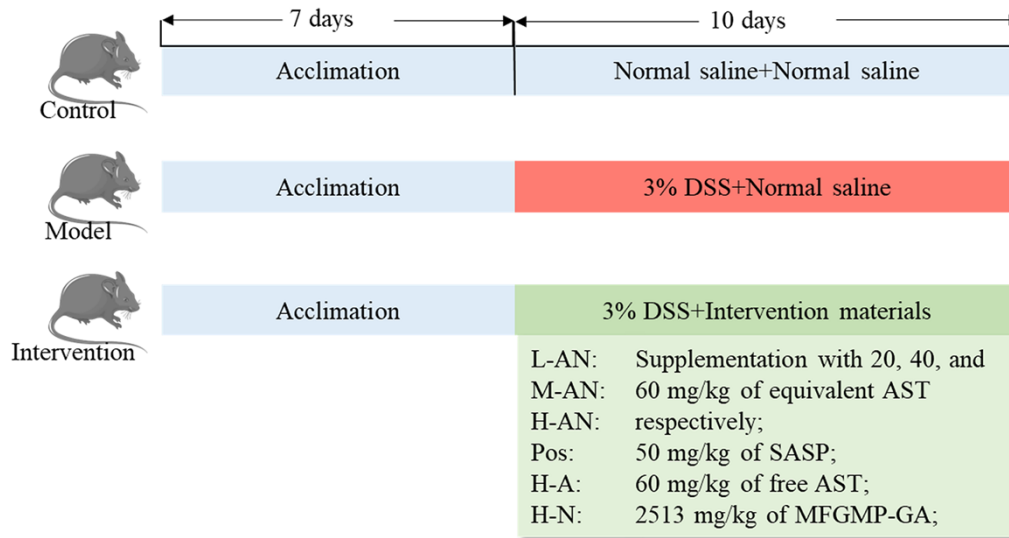 7 days
10 days
Acclimation
Normal saline+Normal saline
Control
Acclimation
3% DSS+Normal saline
Model
Acclimation
3% DSS+Intervention materials
Intervention
L-AN: Supplementation with 20, 40, and
M-AN: 60 mg/kg of equivalent AST
H-AN: respectively;
Pos: 50 mg/kg of SASP;
H-A: 60 mg/kg of free AST;
H-N: 2513 mg/kg of MFGMP-GA;